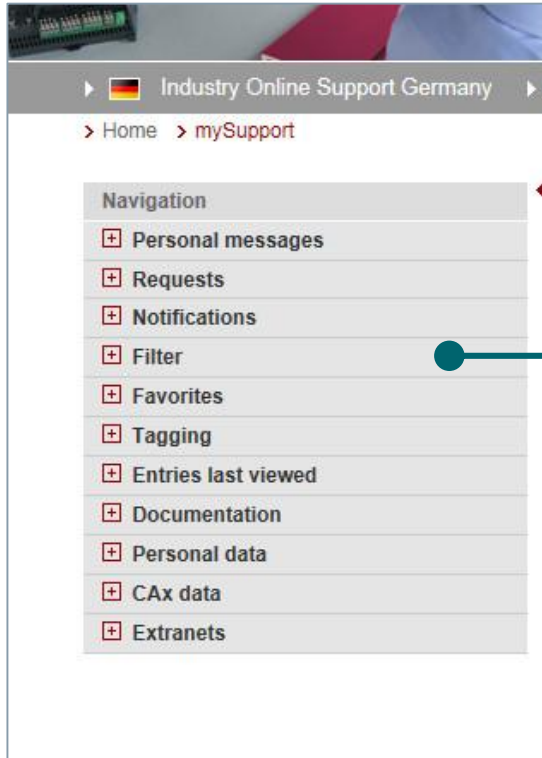 Industry Online Support Germany
Home mySupport
Navigation
Personal messages
Requests
Notifications
Filter
Favorites
Tagging
Entries last viewed
Documentation
Personal data
CAx data
Extranets